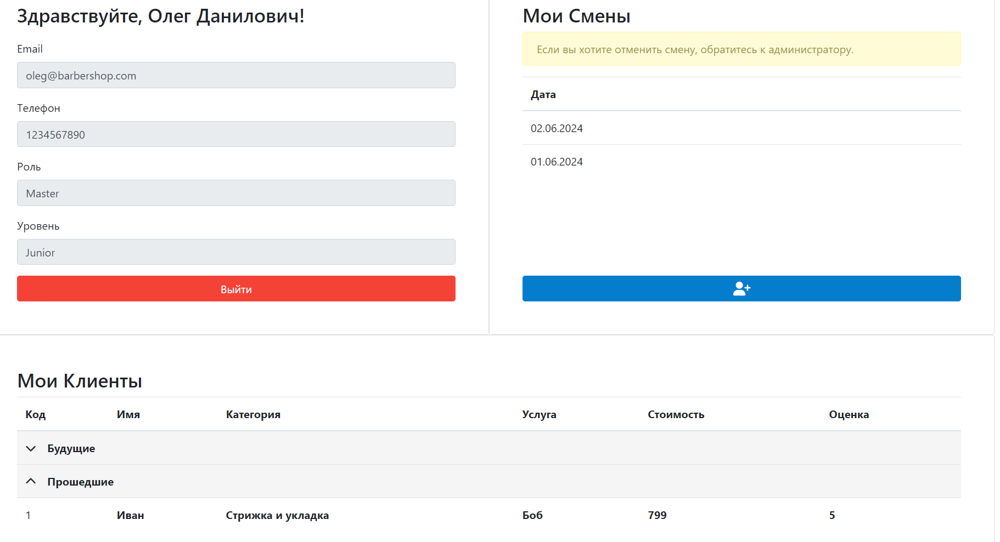 Здравствуйте, Олег Данилович!
Email
oleg@barbershop.com
Телефон
1234567890
Роль
Master
Уровень
Junior
Выйти
Мои Смены
Если вы хотите отменить смену, обратитесь к администратору.
Дата
02.06.2024
01.06.2024
Мои Клиенты
Код Имя Категория Услуга Стоимость Оценка
Будущие
Прошедшие
1 Иван Стрижка и укладка Боб 799 5